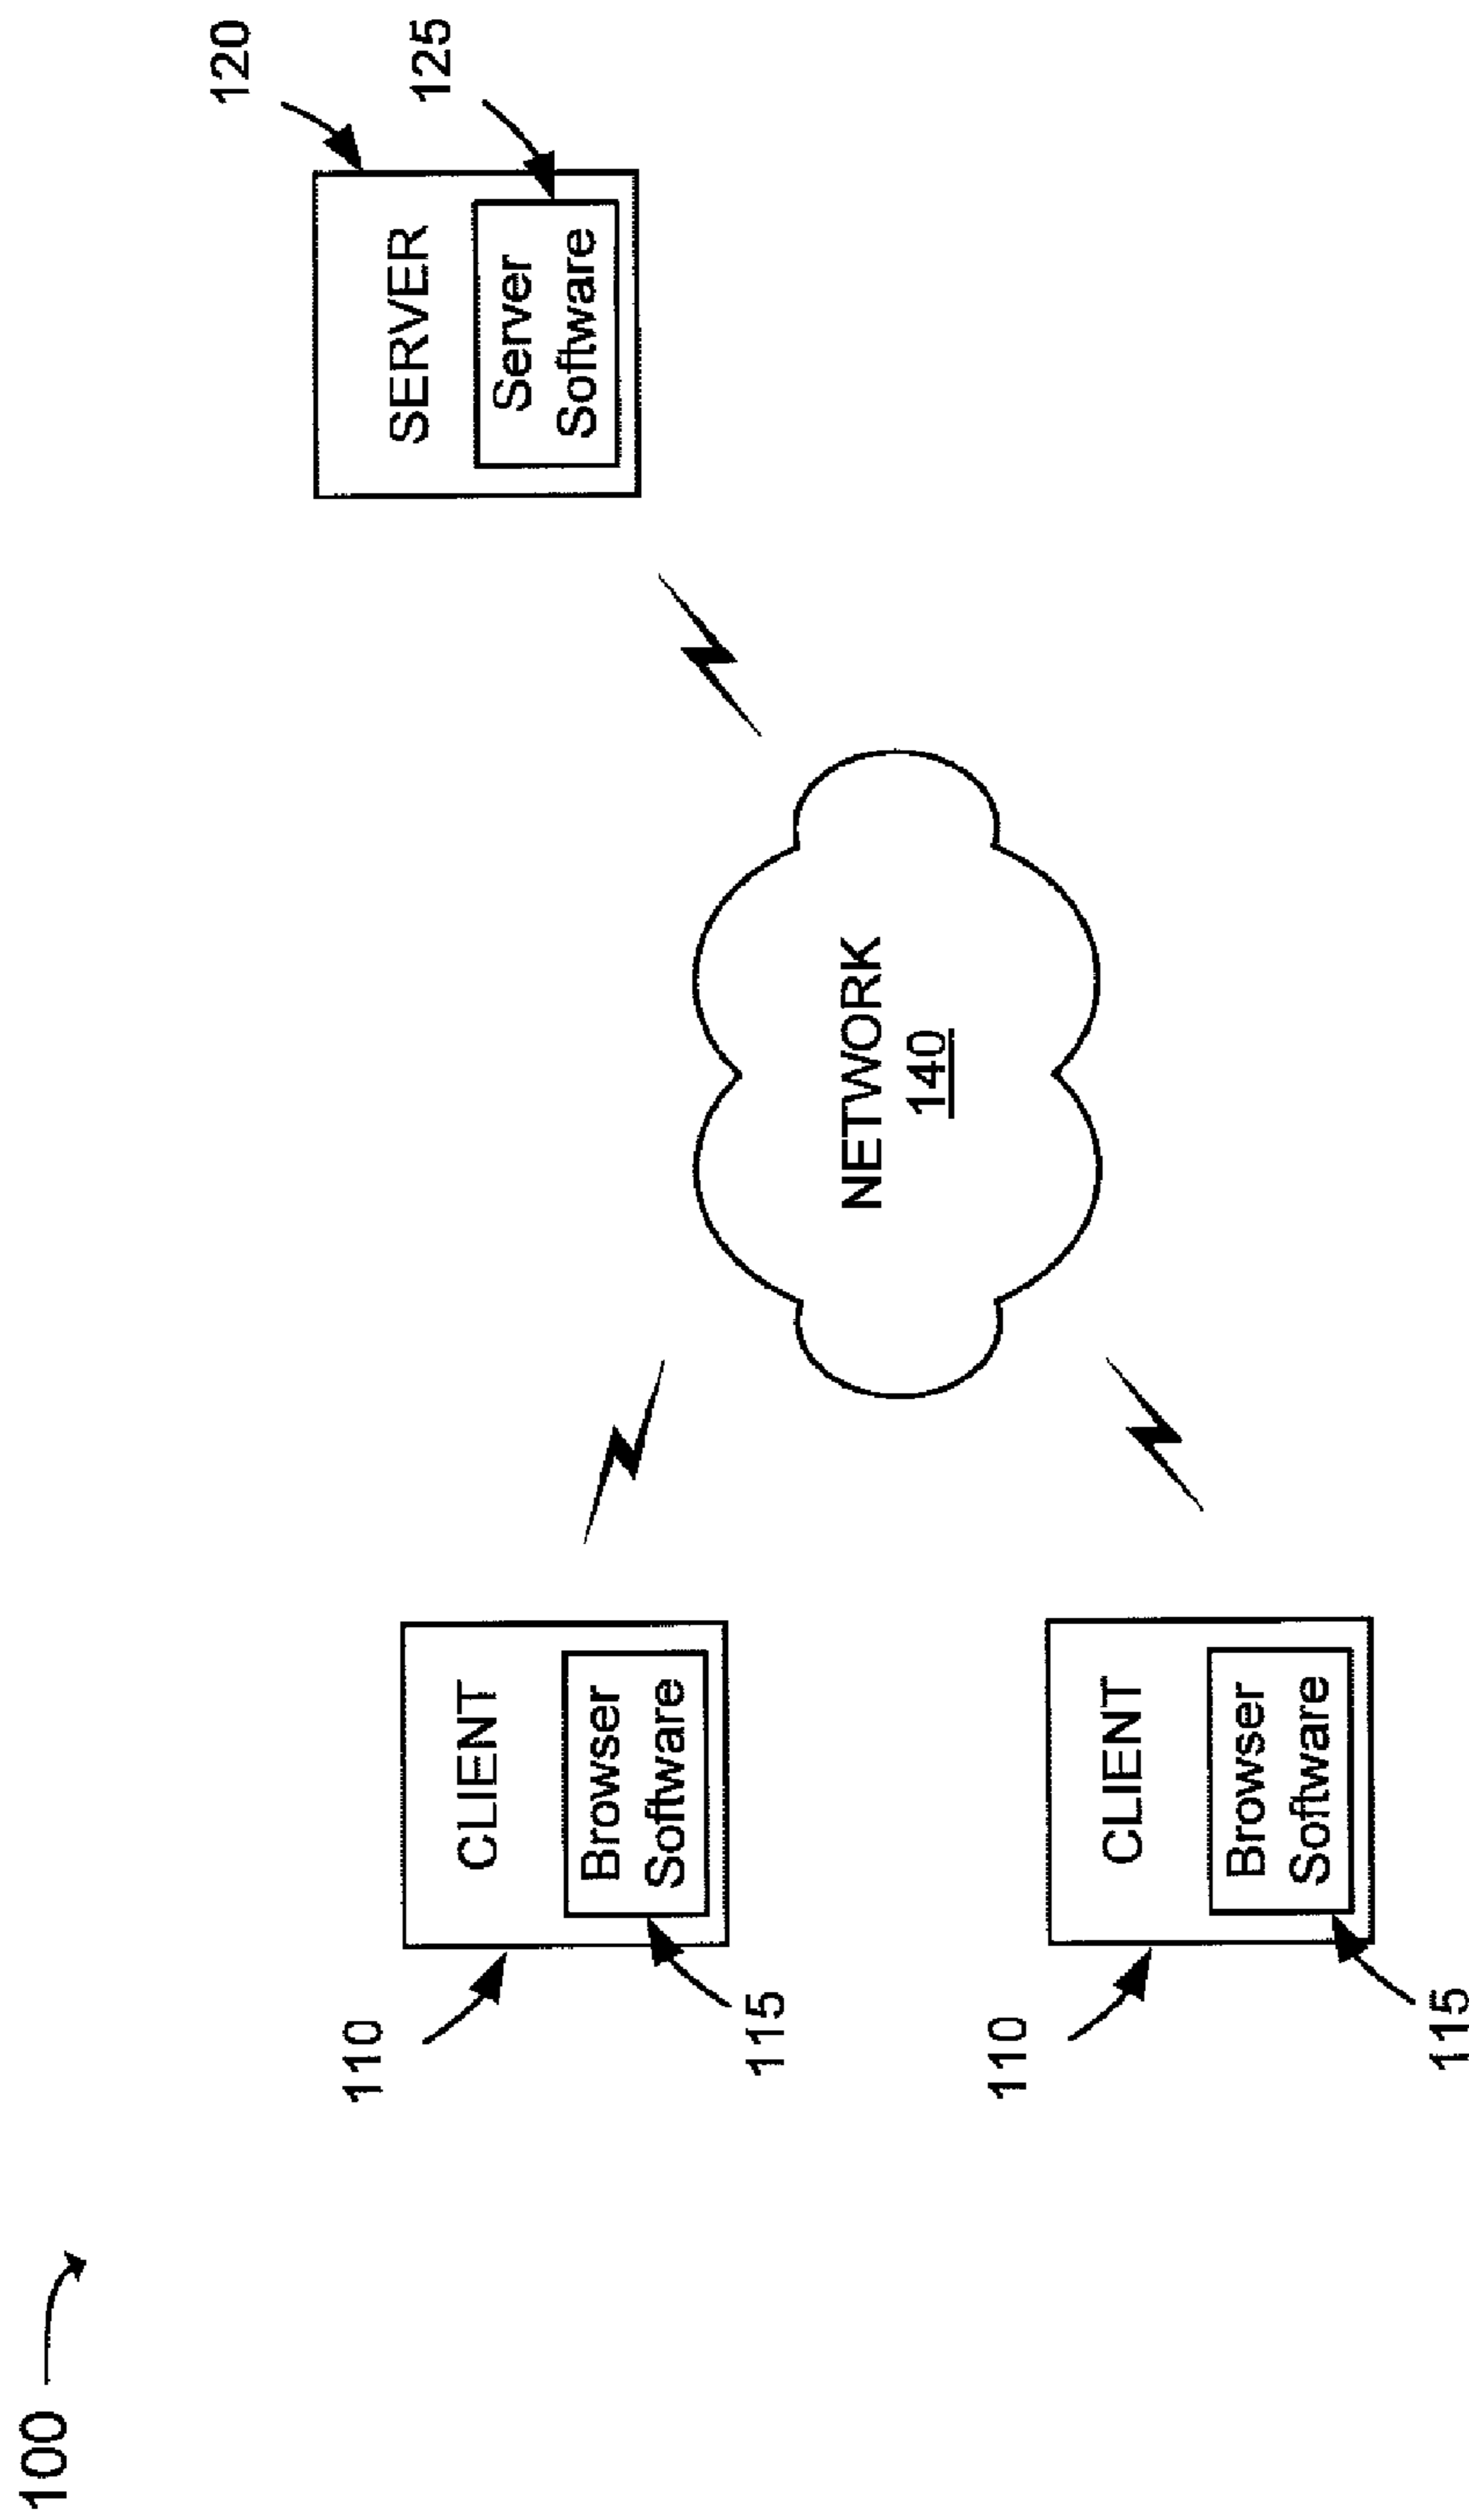 100
110
CLIENT
Browser
Software
115
110
CLIENT
Browser
Software
115
NETWORK
140
120
SERVER
125
Server
Software